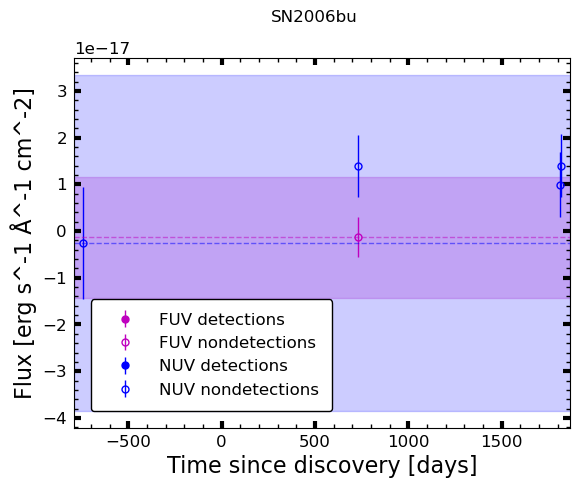 SN2006bu
1e−17
Flux [erg s^-1 Å^-1 cm^-2]
3
2
1
0
−1
−2
−3
−4
FUV detections
FUV nondetections
NUV detections
NUV nondetections
−500
0
500
1000
1500
Time since discovery [days]